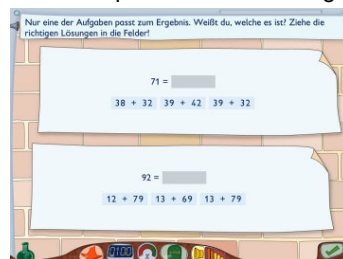 Nur eine der Aufgaben passt zum Ergebnis. Weißt du, welche es ist? Ziehe die
richtigen Lösungen in die Felder!
71 =
38 + 32 39 + 42 39 + 32
92 =
12 + 79 13 + 69 13 + 79
0100